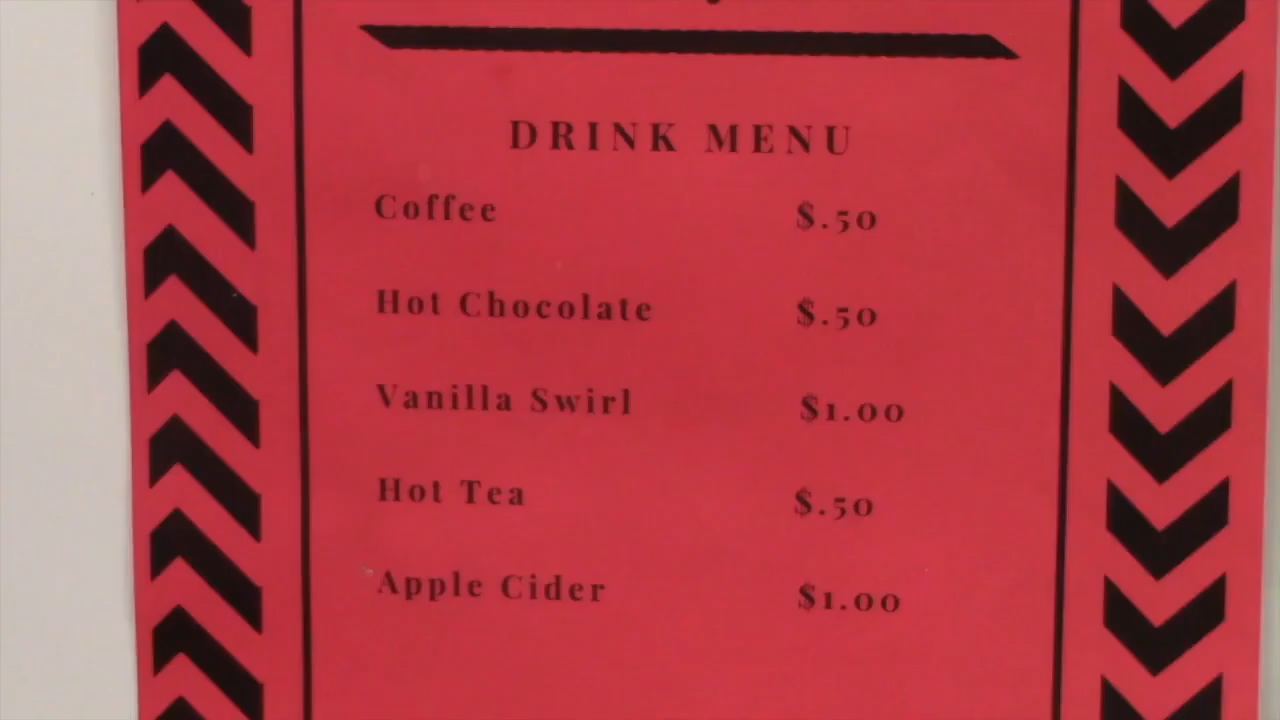 DRINK MENU
Coffee $.50
Hot Chocolate $.50
Vanilla Swirl $1.00
Hot Tea $.50
Apple Cider $1.00